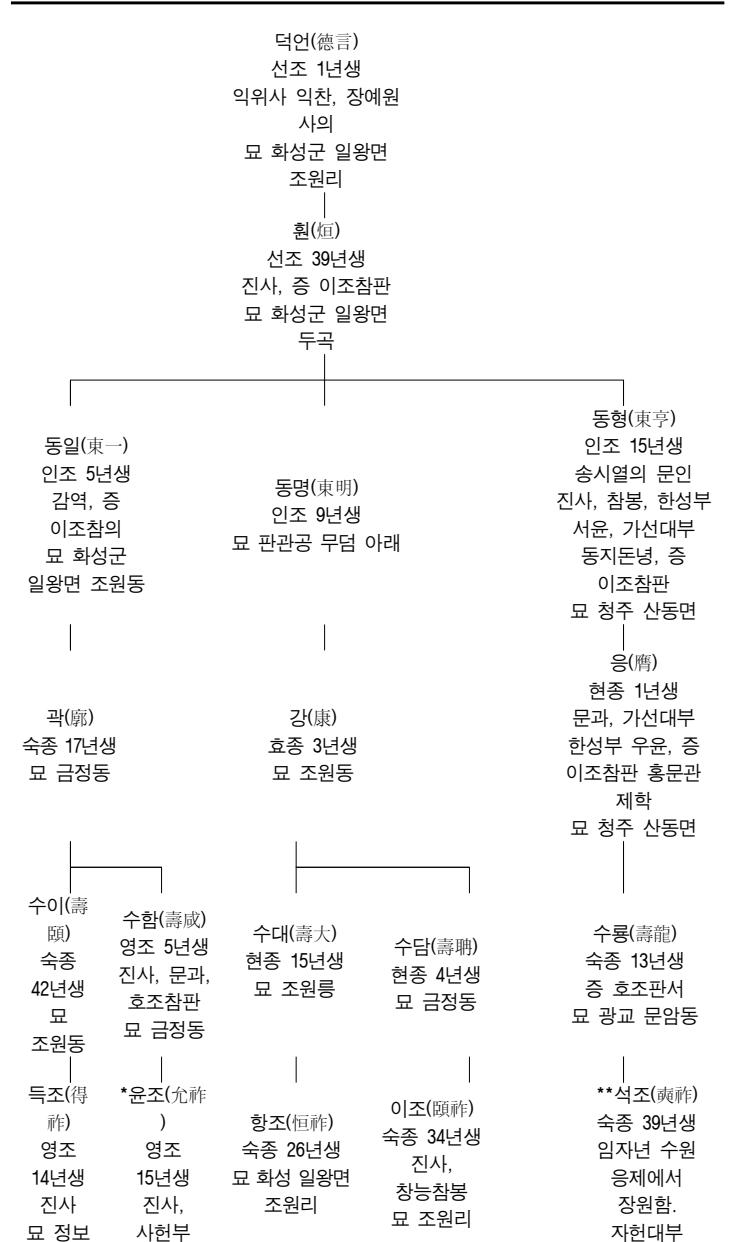 덕언(德言)
선조 1년생
익위사 익찬, 장예원
사의
묘 화성군 일왕면
조원리
훤(烜)
선조 39년생
진사, 증 이조참판
묘 화성군 일왕면
두곡
동일(東一)
인조 5년생
감역, 증
이조참의
묘 화성군
일왕면 조원동
동명(東明)
인조 9년생
묘 판관공 무덤 아래
동형(東亨)
인조 15년생
송시열의 문인
진사, 참봉, 한성부
서윤, 가선대부
동지돈녕, 증
이조참판
묘 청주 산동면
곽(廓)
숙종 17년생
묘 금정동
강(康)
효종 3년생
묘 조원동
응(膺)
현종 1년생
문과, 가선대부
한성부 우윤, 증
이조참판 홍문관
제학
묘 청주 산동면
수이(壽
頤)
숙종
42년생
묘
조원동
수함(壽咸)
영조 5년생
진사, 문과,
호조참판
묘 금정동
수대(壽大)
현종 15년생
묘 조원릉
수담(壽聃)
현종 4년생
묘 금정동
수룡(壽龍)
숙종 13년생
증 호조판서
묘 광교 문암동
득조(得
祚)
영조
14년생
진사
묘 정보
*윤조(允祚
)
영조
15년생
진사,
사헌부
항조(恒祚)
숙종 26년생
묘 화성 일왕면
조원리
이조(頤祚)
숙종 34년생
진사,
창능참봉
묘 조원리
**석조(奭祚)
숙종 39년생
임자년 수원
응제에서
장원함.
자헌대부